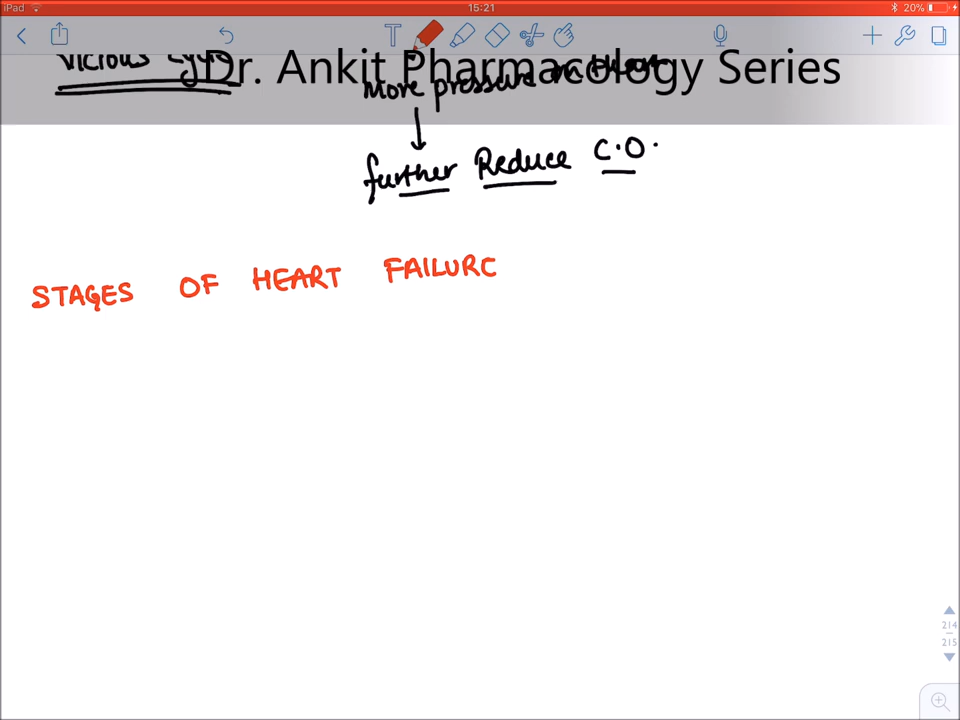 iPad 15:21 20%
Dr. Ankit Pharmacology Series
Vicious Cycle
More pressure on Heart
further Reduce C.O.
STAGES OF HEART FAILURE
214
215